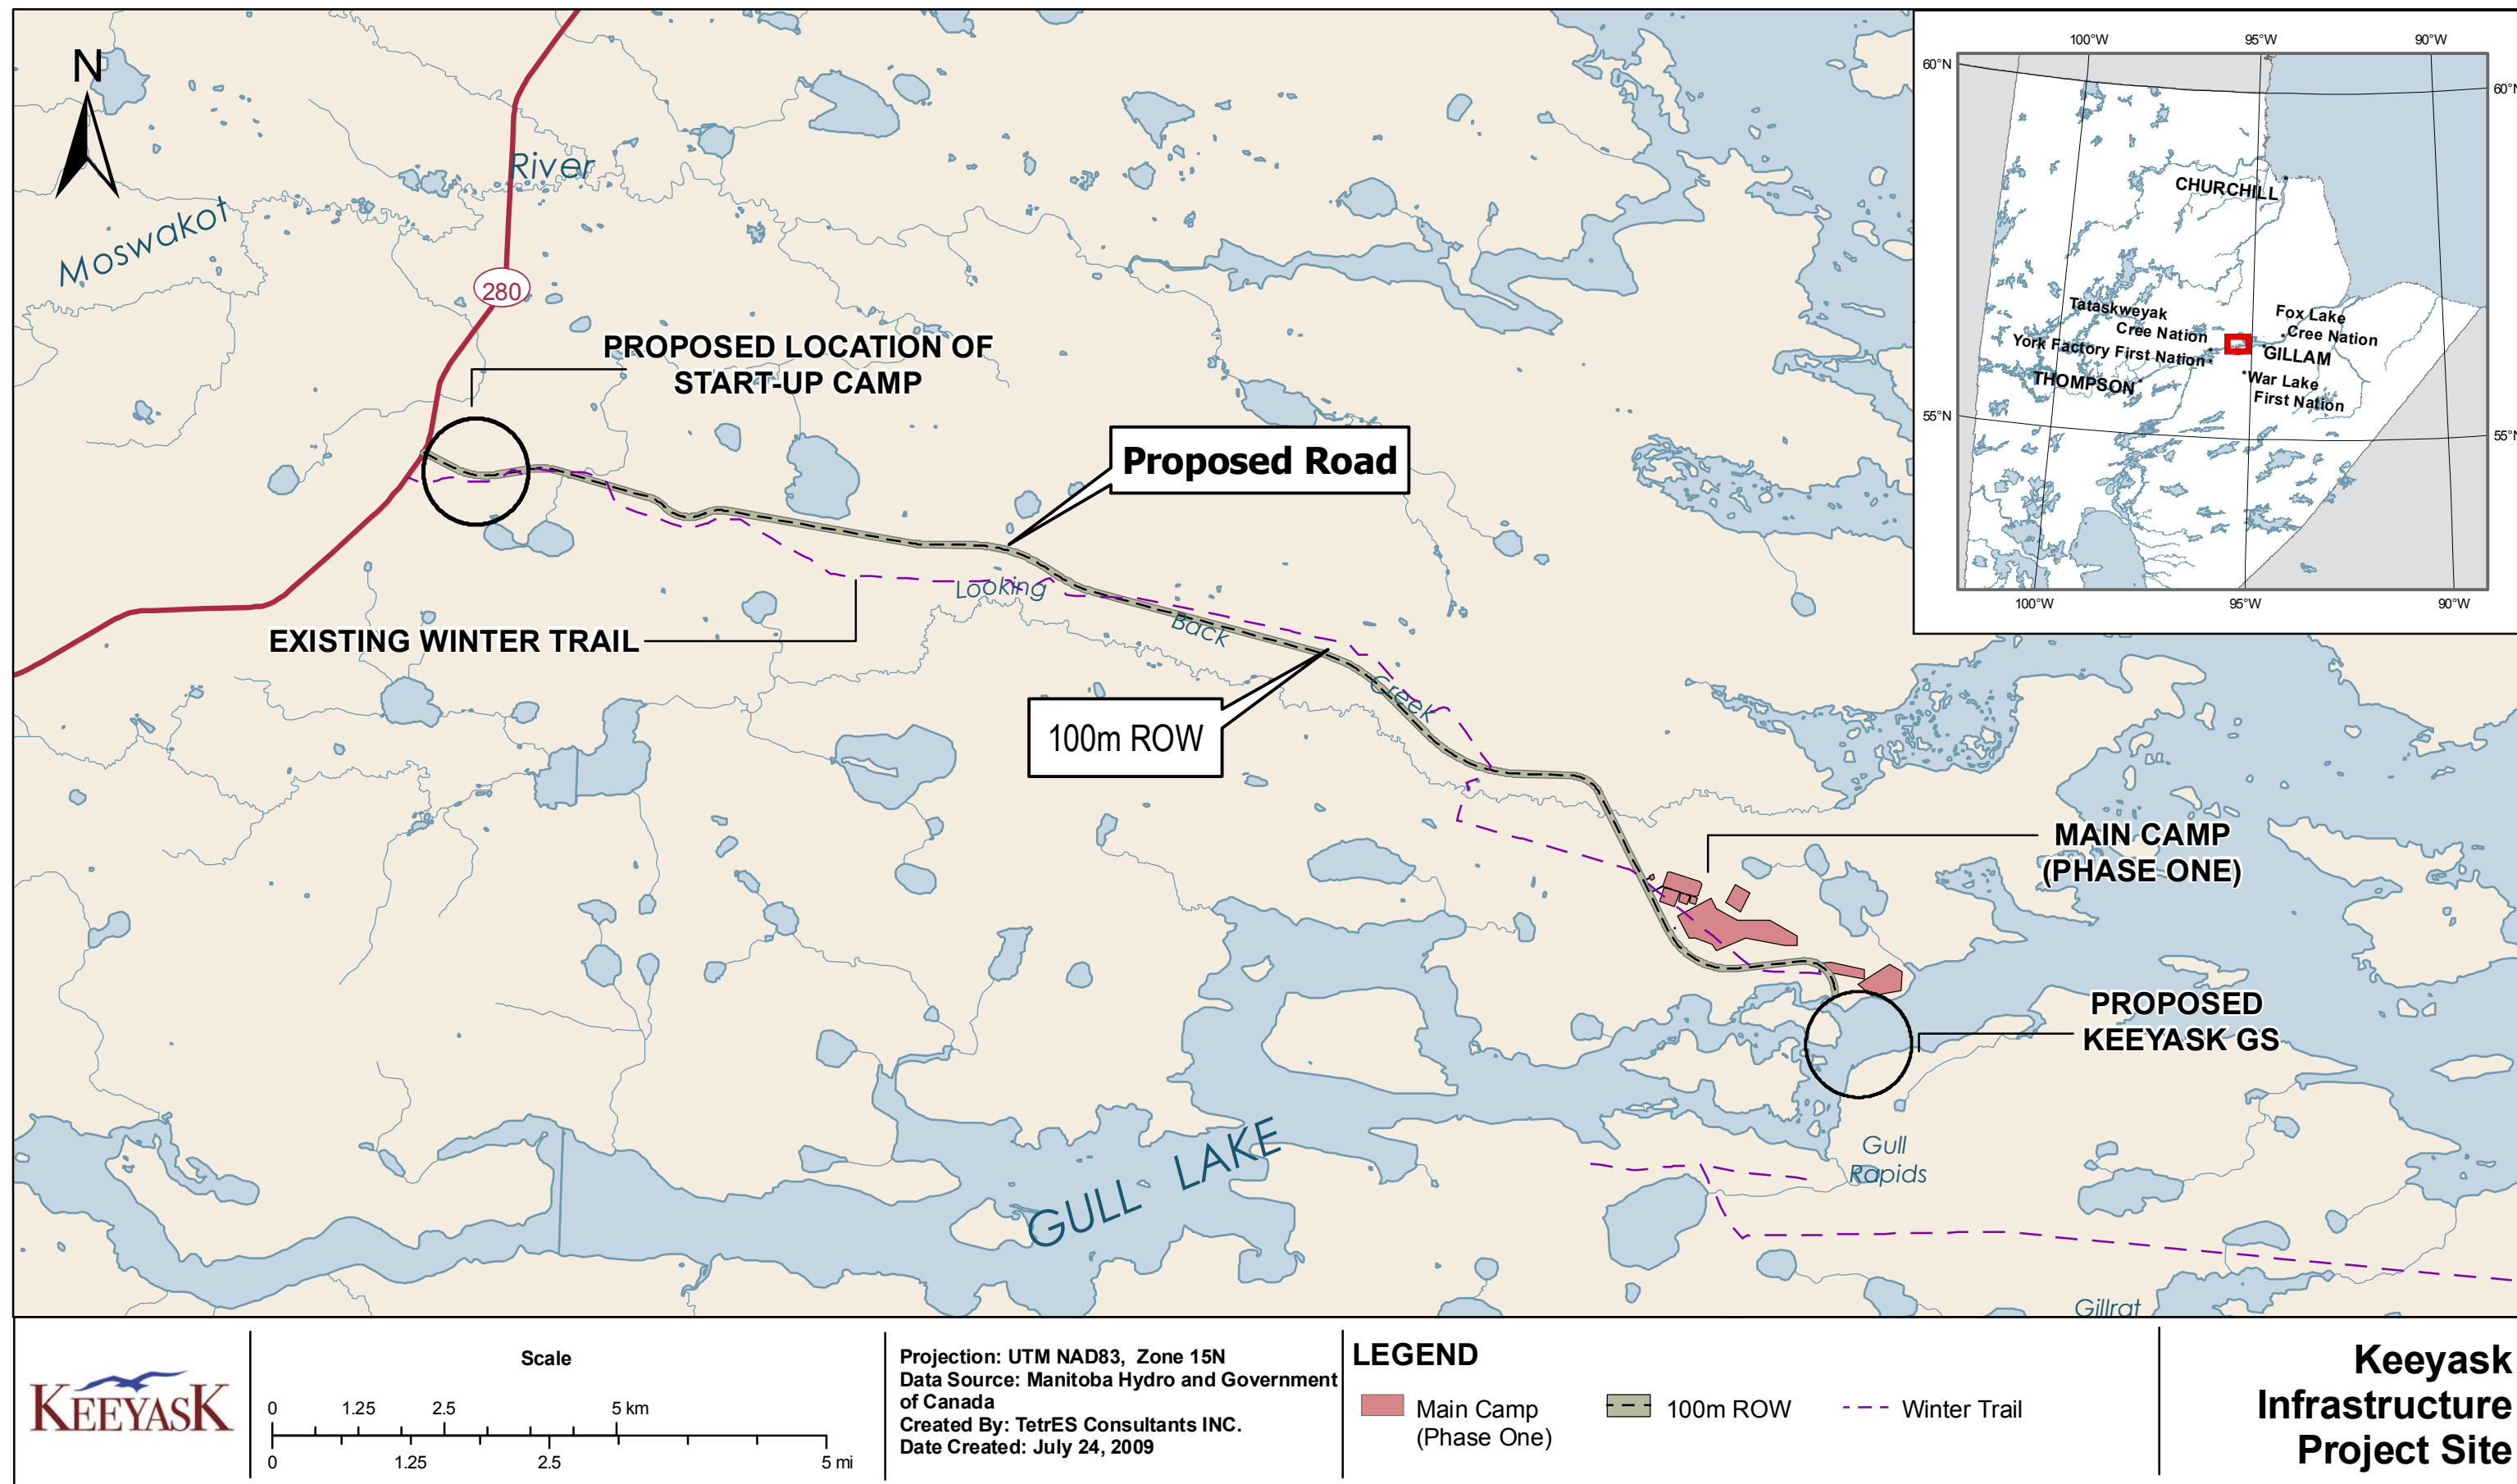 N
Moswakot
River
280
PROPOSED LOCATION OF
START-UP CAMP
Proposed Road
Looking
Back
Creek
EXISTING WINTER TRAIL
100m ROW
MAIN CAMP
(PHASE ONE)
PROPOSED
KEEYASK GS
Gull
Rapids
GULL LAKE
Gillrat
100°W 95°W 90°W
60°N
60°N
CHURCHILL
Tataskweyak
Cree Nation
York Factory First Nation
THOMPSON
Fox Lake
Cree Nation
GILLAM
War Lake
First Nation
55°N
55°N
100°W 95°W 90°W
KEEYASK
Scale
0 1.25 2.5 5 km
0 1.25 2.5 5 mi
Projection: UTM NAD83, Zone 15N
Data Source: Manitoba Hydro and Government
of Canada
Created By: TetrES Consultants INC.
Date Created: July 24, 2009
LEGEND
Main Camp
(Phase One)
100m ROW
Winter Trail
Keeyask
Infrastructure
Project Site